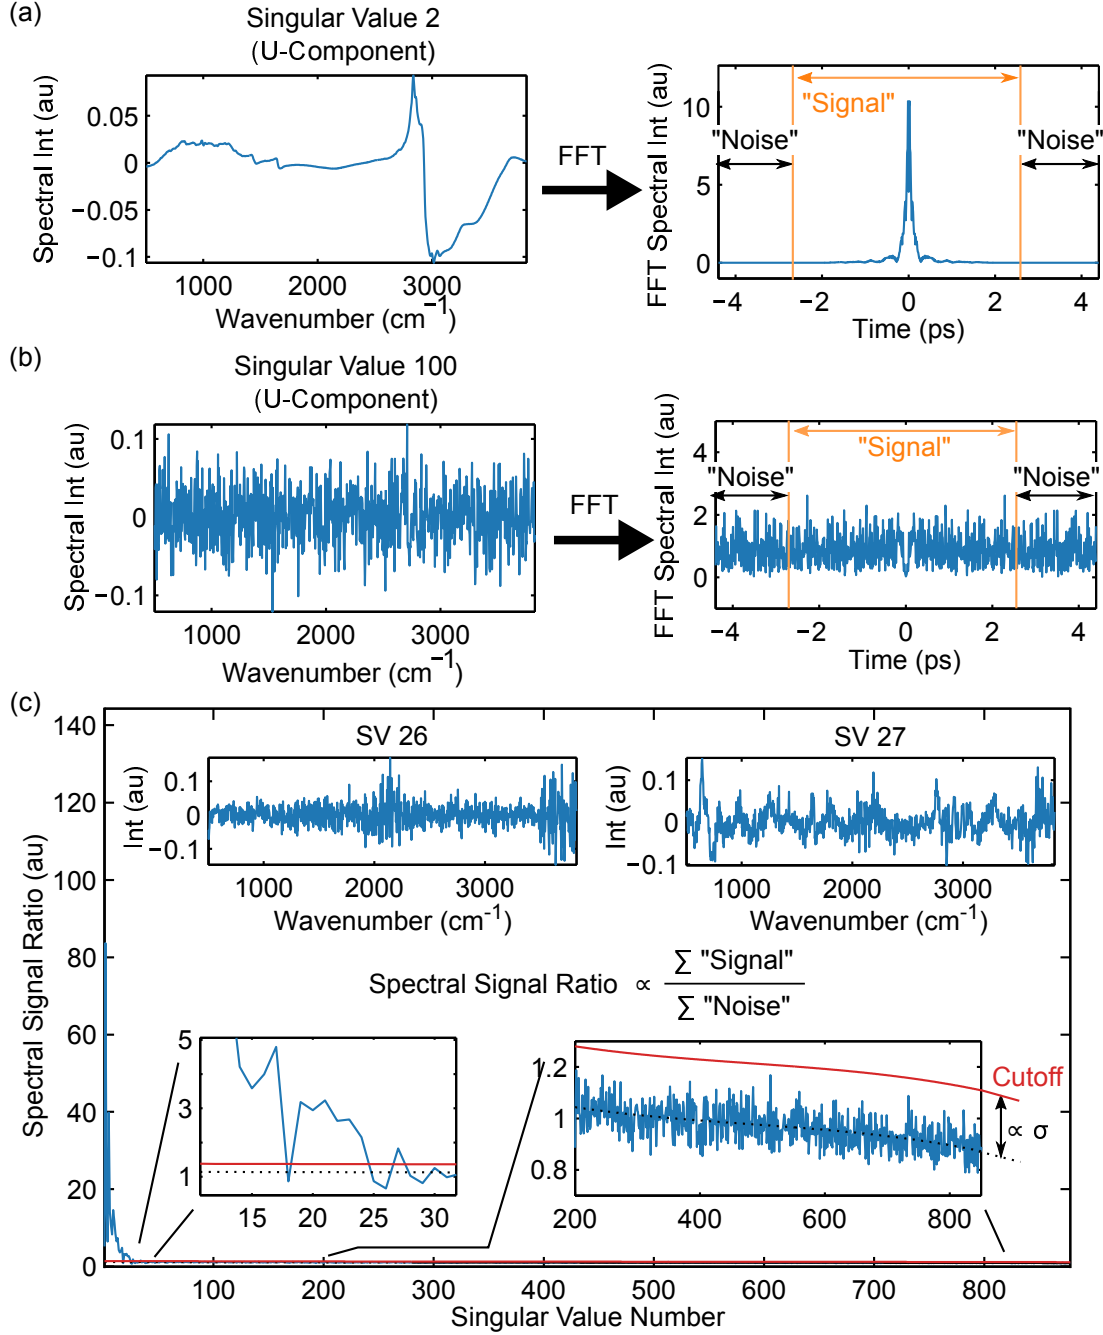 (a)
Singular Value 2
(U-Component)
Spectral Int (au)
0.05
0
−0.05
−0.1
1000 2000 3000
Wavenumber (cm⁻¹)
FFT
FFT Spectral Int (au)
10
5
0
"Signal"
"Noise" "Noise"
−4 −2 0 2 4
Time (ps)
(b)
Singular Value 100
(U-Component)
Spectral Int (au)
0.1
0
−0.1
1000 2000 3000
Wavenumber (cm⁻¹)
FFT
FFT Spectral Int (au)
4
2
0
"Signal"
"Noise" "Noise"
−4 −2 0 2 4
Time (ps)
(c)
Spectral Signal Ratio (au)
140
120
100
80
60
40
20
0
SV 26
Int (au)
0.1
0
−0.1
1000 2000 3000
Wavenumber (cm⁻¹)
SV 27
Int (au)
0.1
0
−0.1
1000 2000 3000
Wavenumber (cm⁻¹)
Spectral Signal Ratio ∝ ∑ "Signal"
∑ "Noise"
5
3
1
15 20 25 30
1.2
1
0.8
200 400 600 800
Cutoff
∝ σ
100 200 300 400 500 600 700 800
Singular Value Number